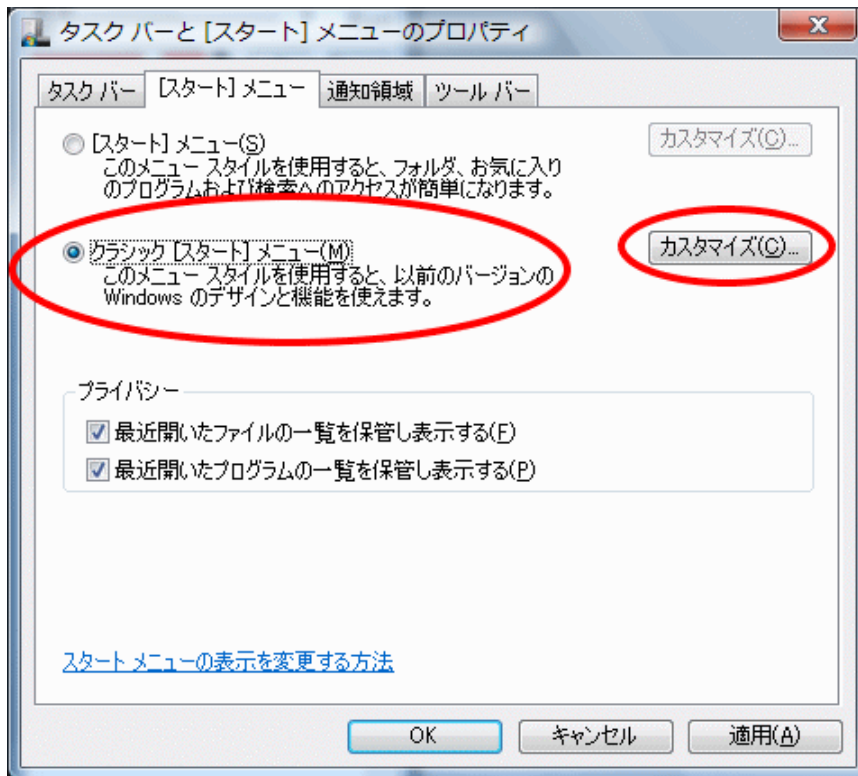 タスク バーと [スタート] メニューのプロパティ
タスク バー [スタート] メニュー 通知領域 ツール バー
[スタート] メニュー(S) カスタマイズ(C)...
このメニュー スタイルを使用すると、フォルダ、お気に入り
のプログラムおよび検索へのアクセスが簡単になります。
クラシック [スタート] メニュー(M) カスタマイズ(C)...
このメニュー スタイルを使用すると、以前のバージョンの
Windows のデザインと機能を使えます。
プライバシー
最近開いたファイルの一覧を保管し表示する(F)
最近開いたプログラムの一覧を保管し表示する(P)
スタート メニューの表示を変更する方法
OK キャンセル 適用(A)